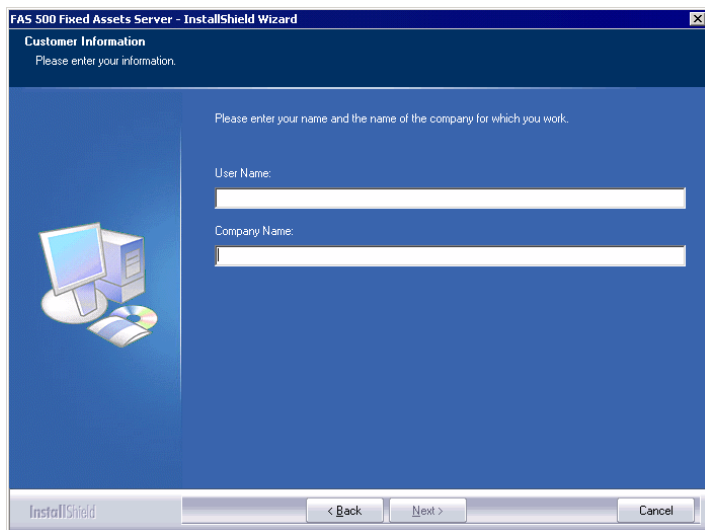 FAS 500 Fixed Assets Server - InstallShield Wizard
Customer Information
Please enter your information.
Please enter your name and the name of the company for which you work.
User Name:
Company Name:
InstallShield
< Back
Next >
Cancel